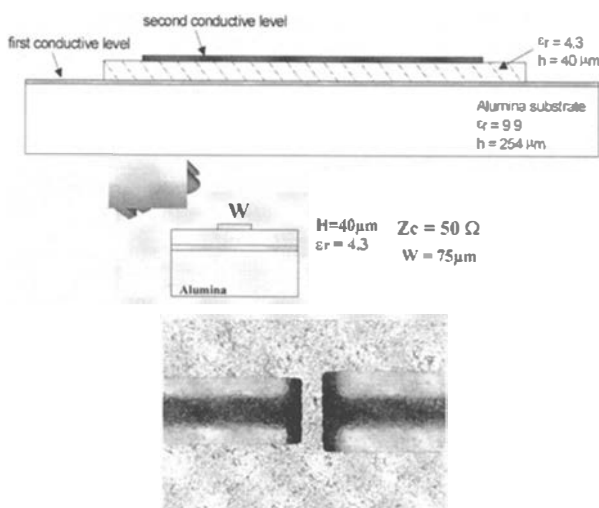 second conductive level
first conductive level
εr = 4.3
h = 40 μm
Alumina substrate
εr = 9.9
h = 254 μm
W
H=40μm Zc = 50 Ω
εr = 4.3
W = 75μm
Alumina